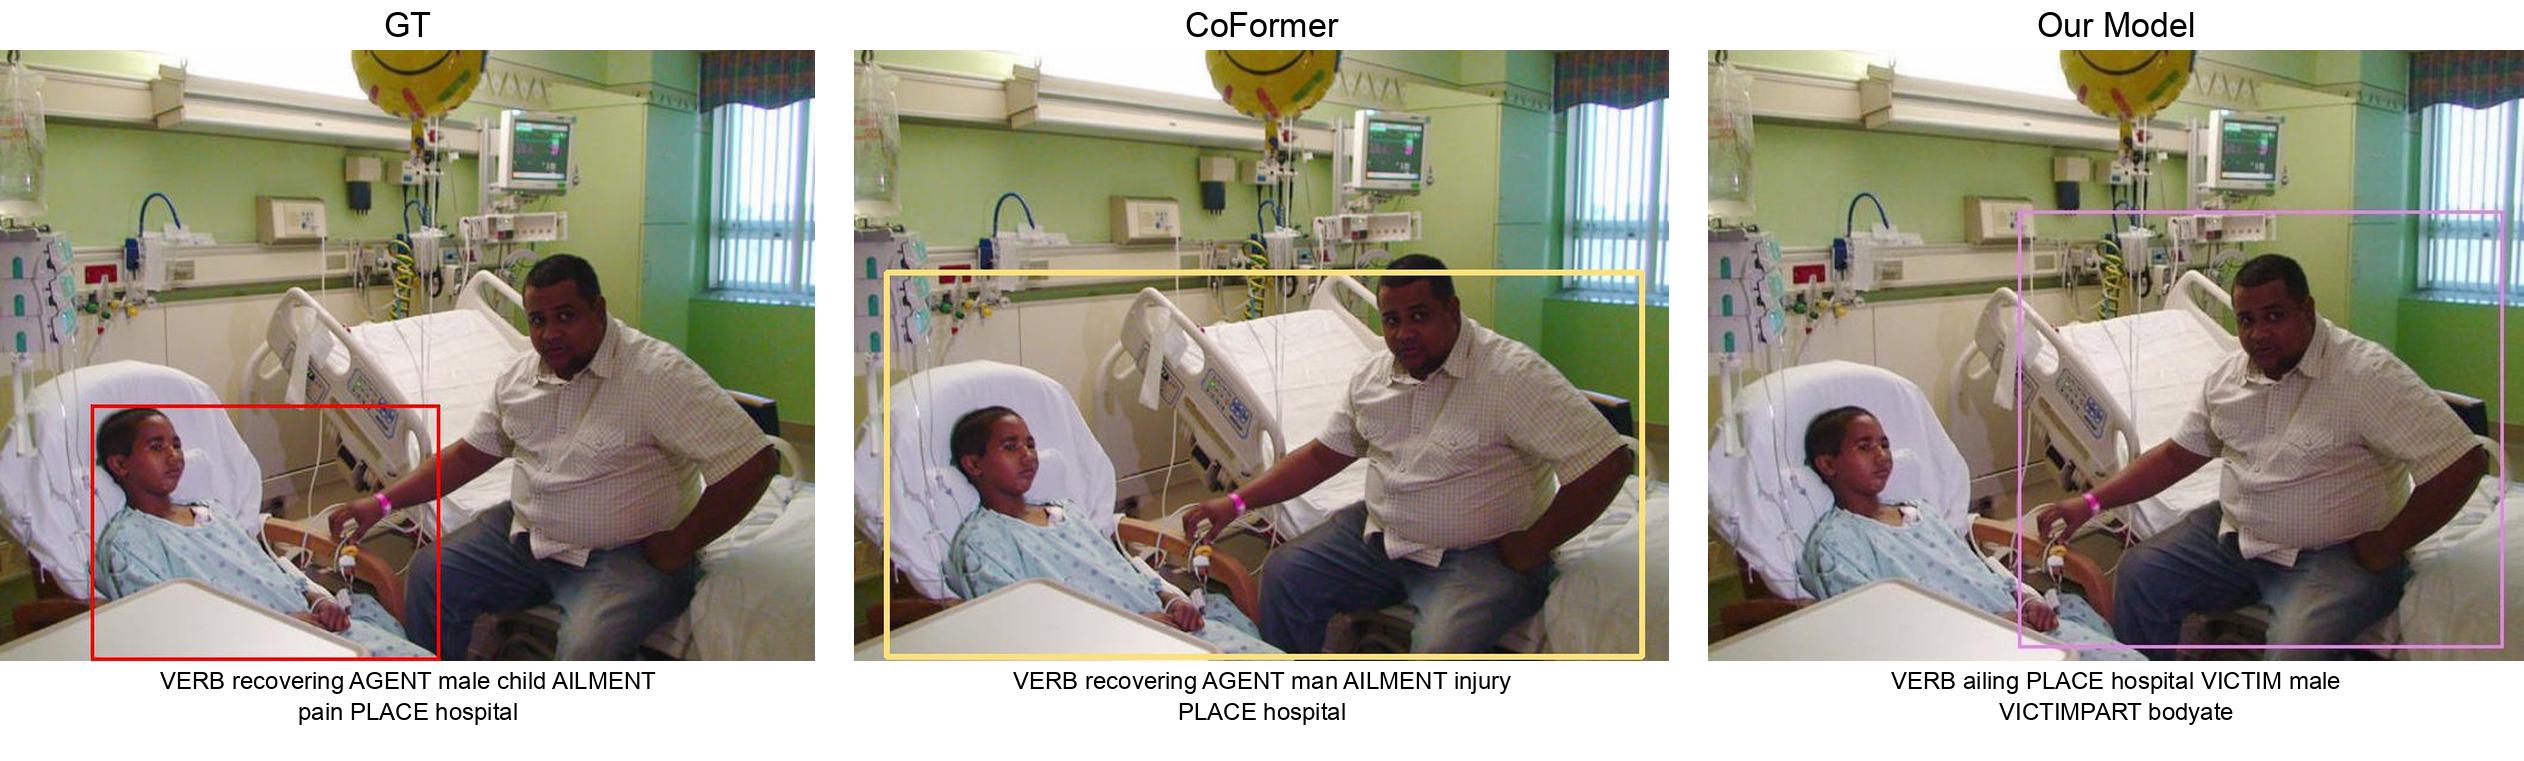 GT
CoFormer
Our Model
VERB recovering AGENT male child AILMENT
pain PLACE hospital
VERB recovering AGENT man AILMENT injury
PLACE hospital
VERB ailing PLACE hospital VICTIM male
VICTIMPART bodyate